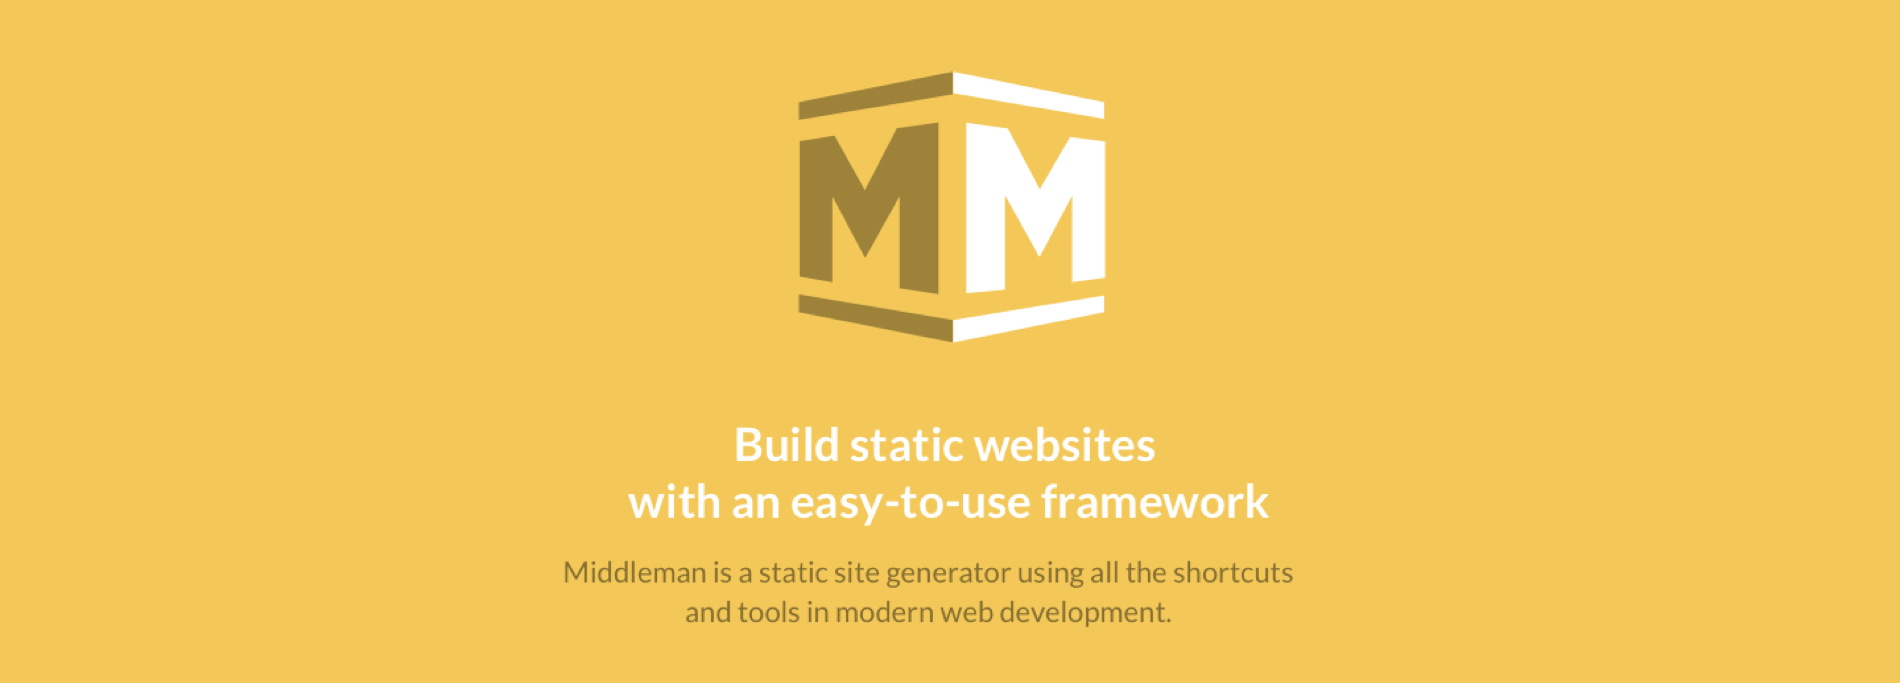 MM
Build static websites
with an easy-to-use framework
Middleman is a static site generator using all the shortcuts
and tools in modern web development.